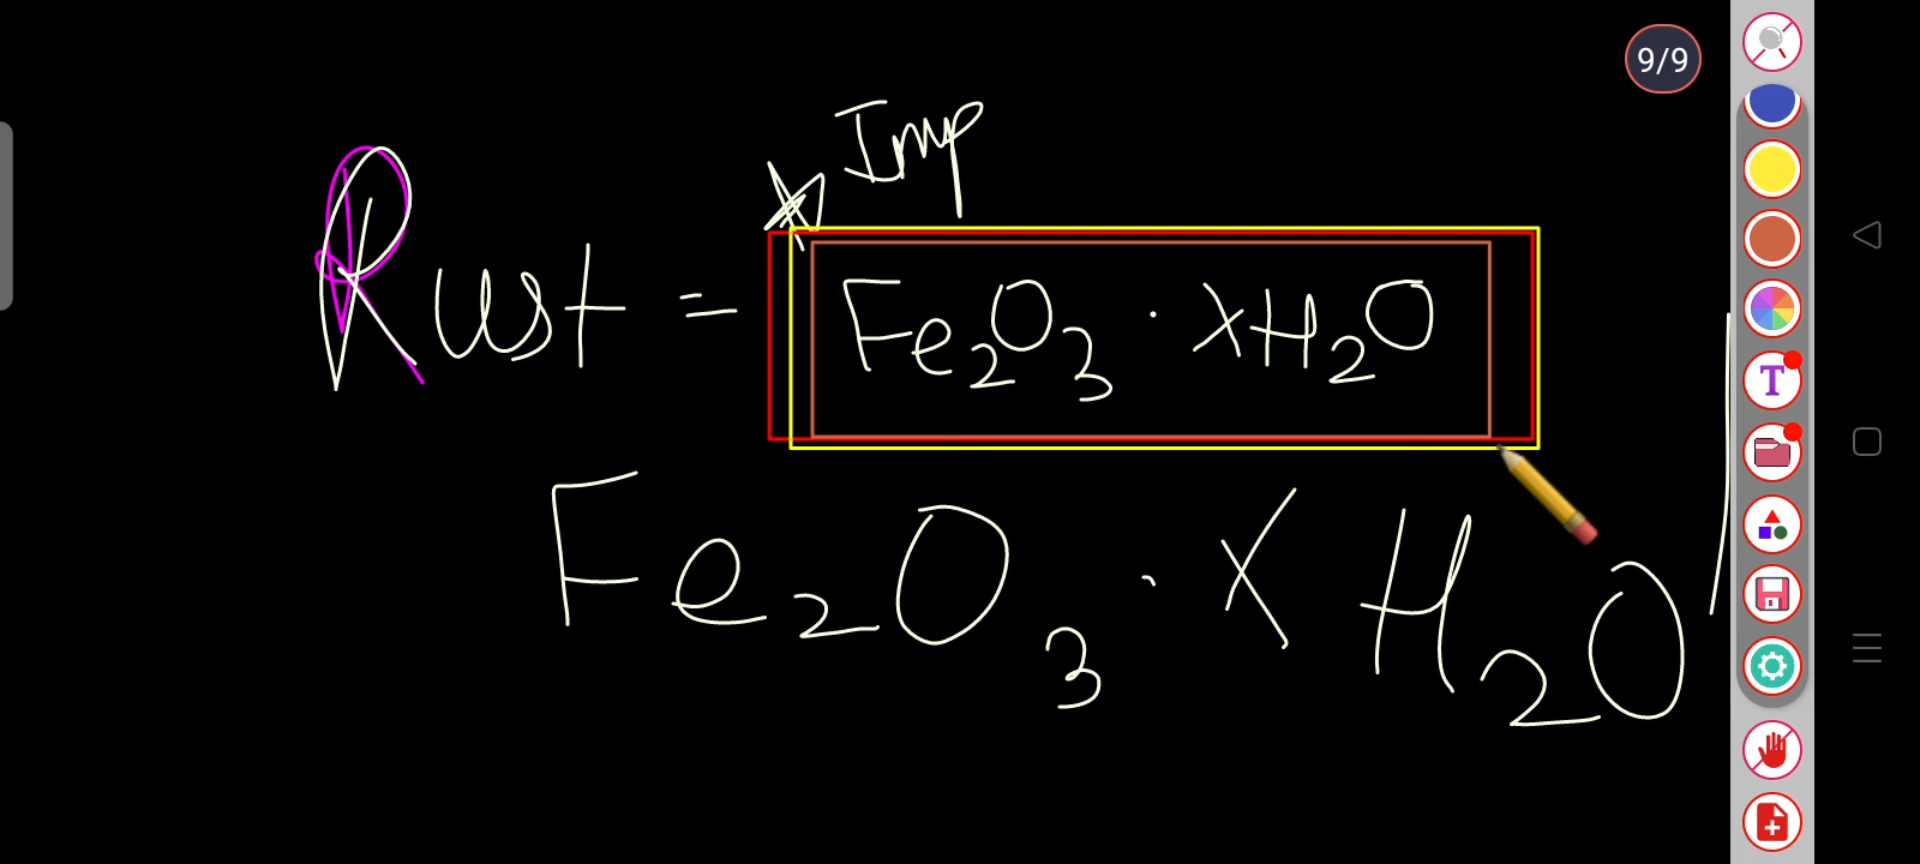 9/9
Imp
Rust = Fe₂O₃ · xH₂O
Fe₂O₃ · xH₂O
T